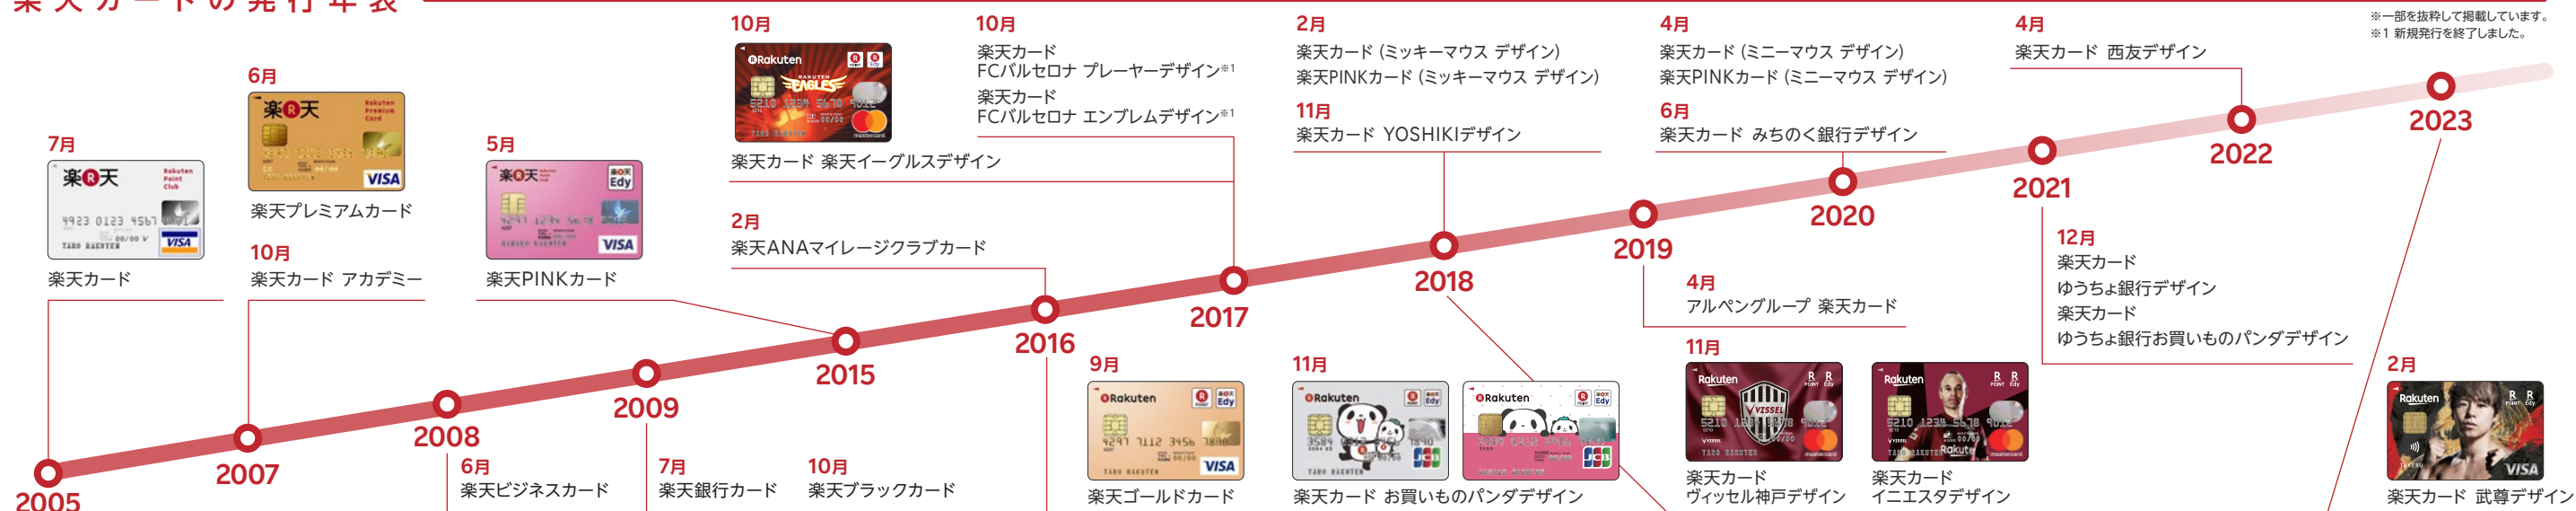 楽天カードの発行年表
※一部を抜粋して掲載しています。
※1 新規発行を終了しました。
7月
楽天カード
2005
6月
楽天プレミアムカード
10月
楽天カード アカデミー
2007
2008
6月
楽天ビジネスカード
2009
7月
楽天銀行カード
10月
楽天ブラックカード
5月
楽天PINKカード
2015
2月
楽天ANAマイレージクラブカード
2016
9月
楽天ゴールドカード
11月
楽天カード お買いものパンダデザイン
10月
楽天カード 楽天イーグルスデザイン
10月
楽天カード
FCバルセロナ プレーヤーデザイン※1
楽天カード
FCバルセロナ エンブレムデザイン※1
2017
2月
楽天カード（ミッキーマウス デザイン）
楽天PINKカード（ミッキーマウス デザイン）
11月
楽天カード YOSHIKIデザイン
2018
11月
楽天カード
ヴィッセル神戸デザイン
楽天カード
イニエスタデザイン
2019
4月
アルペングループ 楽天カード
4月
楽天カード（ミニーマウス デザイン）
楽天PINKカード（ミニーマウス デザイン）
6月
楽天カード みちのく銀行デザイン
2020
2021
12月
楽天カード
ゆうちょ銀行デザイン
楽天カード
ゆうちょ銀行お買いものパンダデザイン
4月
楽天カード 西友デザイン
2022
2023
2月
楽天カード 武尊デザイン